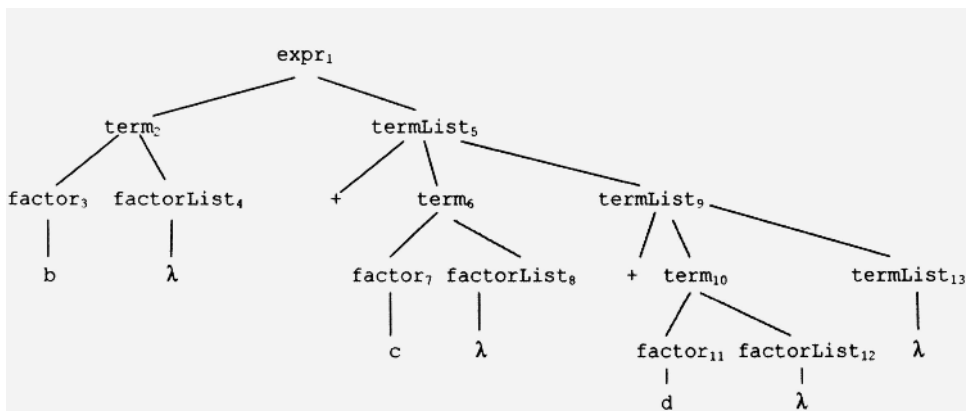 expr₁
term₂ termList₅
factor₃ factorList₄ + term₆ termList₉
b λ factor₇ factorList₈ + term₁₀ termList₁₃
c λ factor₁₁ factorList₁₂ λ
d λ